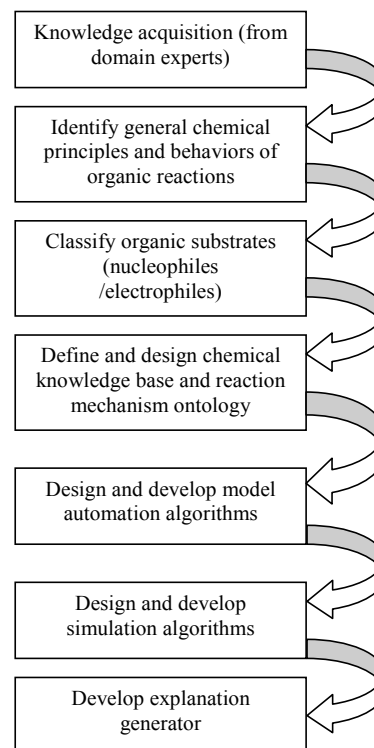 Knowledge acquisition (from
domain experts)
Identify general chemical
principles and behaviors of
organic reactions
Classify organic substrates
(nucleophiles
/electrophiles)
Define and design chemical
knowledge base and reaction
mechanism ontology
Design and develop model
automation algorithms
Design and develop
simulation algorithms
Develop explanation
generator